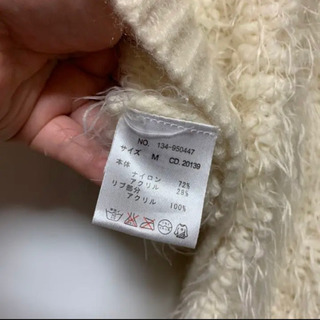 NO. 134-950447
サイズ M CD.20139
本体
ナイロン 72%
アクリル 28%
リブ部分
アクリル 100%